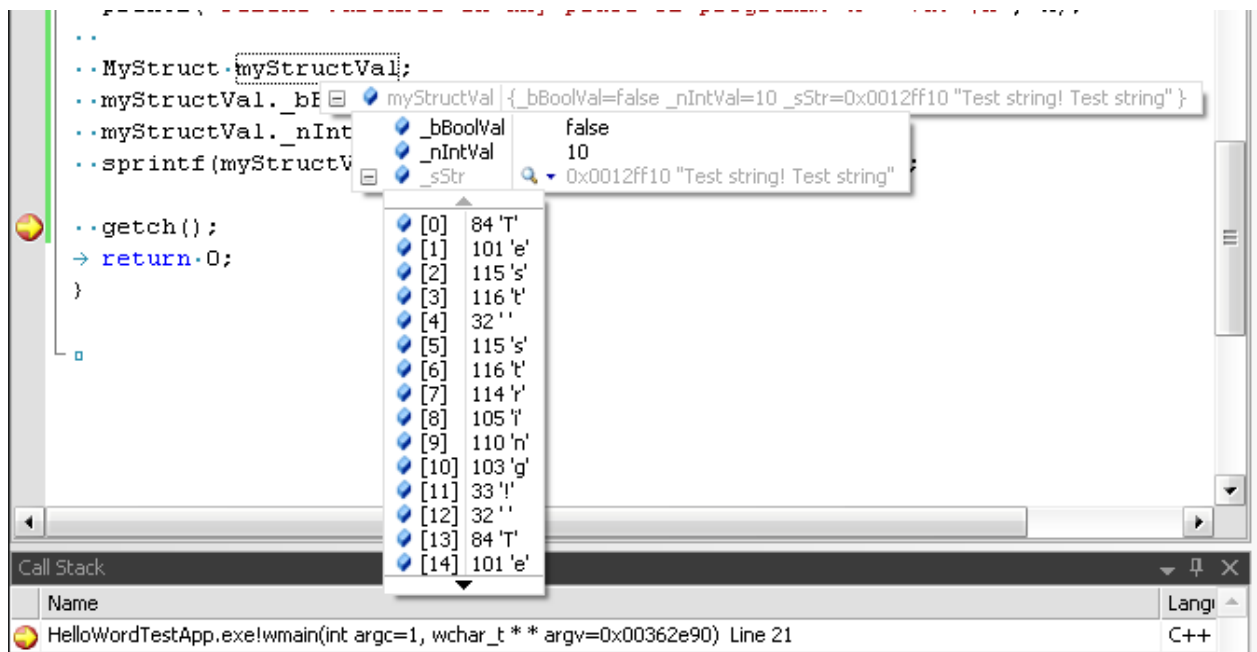 MyStruct myStructVal;
myStructVal._bB
myStructVal {_bBoolVal=false _nIntVal=10 _sStr=0x0012ff10 "Test string! Test string" }
myStructVal._nInt
_bBoolVal false
_nIntVal 10
sprintf(myStructV
_sStr 0x0012ff10 "Test string! Test string" ;
getch();
return 0;
}
[0] 84 'T'
[1] 101 'e'
[2] 115 's'
[3] 116 't'
[4] 32 ' '
[5] 115 's'
[6] 116 't'
[7] 114 'r'
[8] 105 'i'
[9] 110 'n'
[10] 103 'g'
[11] 33 '!'
[12] 32 ' '
[13] 84 'T'
[14] 101 'e'
Call Stack
Name Langu
HelloWordTestApp.exe!wmain(int argc=1, wchar_t * * argv=0x00362e90) Line 21 C++